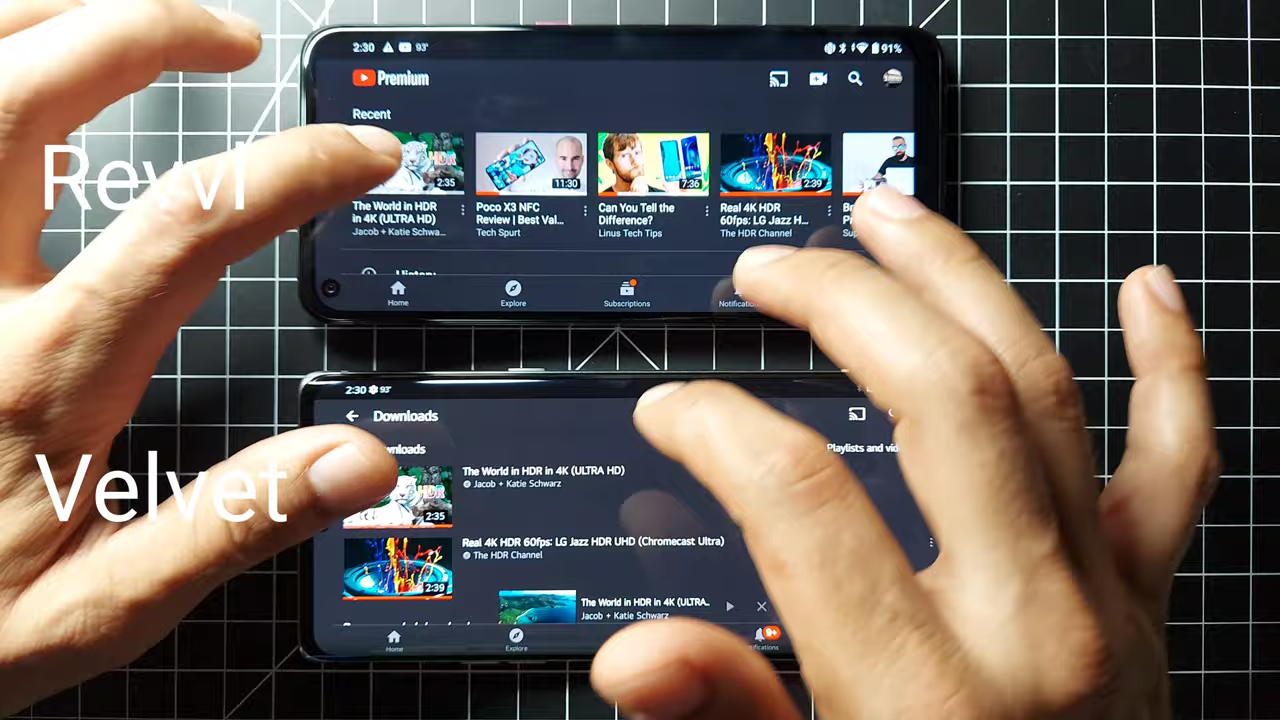 2:30 93°
91%
Premium
Recent
HDR
2:35
11:30
7:36
2:39
The World in HDR
in 4K (ULTRA HD)
Jacob + Katie Schwa...
Poco X3 NFC
Review | Best Val...
Tech Spurt
Can You Tell the
Difference?
Linus Tech Tips
Real 4K HDR
60fps: LG Jazz H...
The HDR Channel
Home
Explore
Subscriptions
Revvl
2:30 93°
Downloads
Playlists and
The World in HDR in 4K (ULTRA HD)
Jacob + Katie Schwarz
HDR
2:35
Real 4K HDR 60fps: LG Jazz HDR UHD (Chromecast Ultra)
The HDR Channel
2:39
The World in HDR in 4K (ULTRA..
Jacob + Katie Schwarz
Home
Explore
9+
Velvet